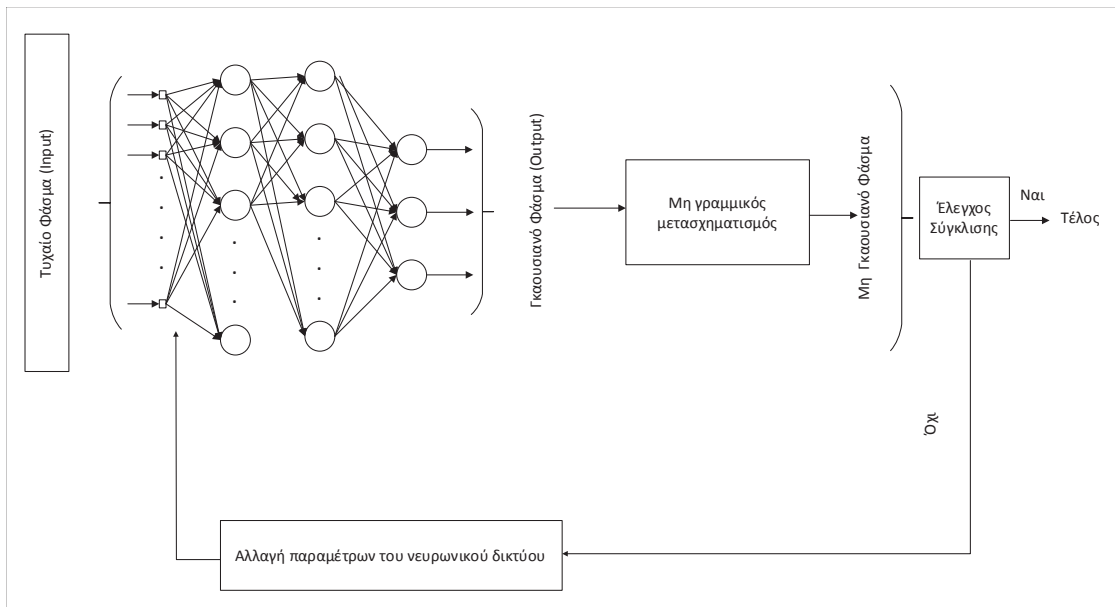 Τυχαίο Φάσμα (Input)
Γκαουσιανό Φάσμα (Output)
Μη γραμμικός
μετασχηματισμός
Μη Γκαουσιανό Φάσμα
Έλεγχος
Σύγκλισης
Ναι
Τέλος
Όχι
Αλλαγή παραμέτρων του νευρωνικού δικτύου